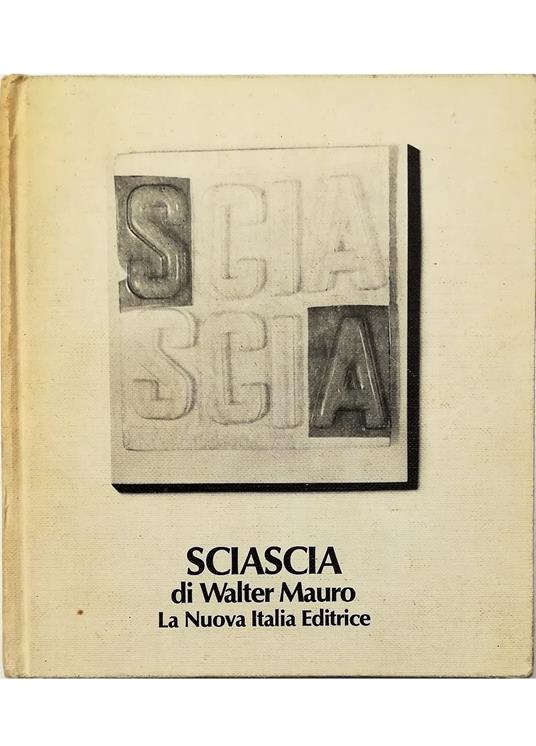 SCIA
SCIA
SCIASCIA
di Walter Mauro
La Nuova Italia Editrice